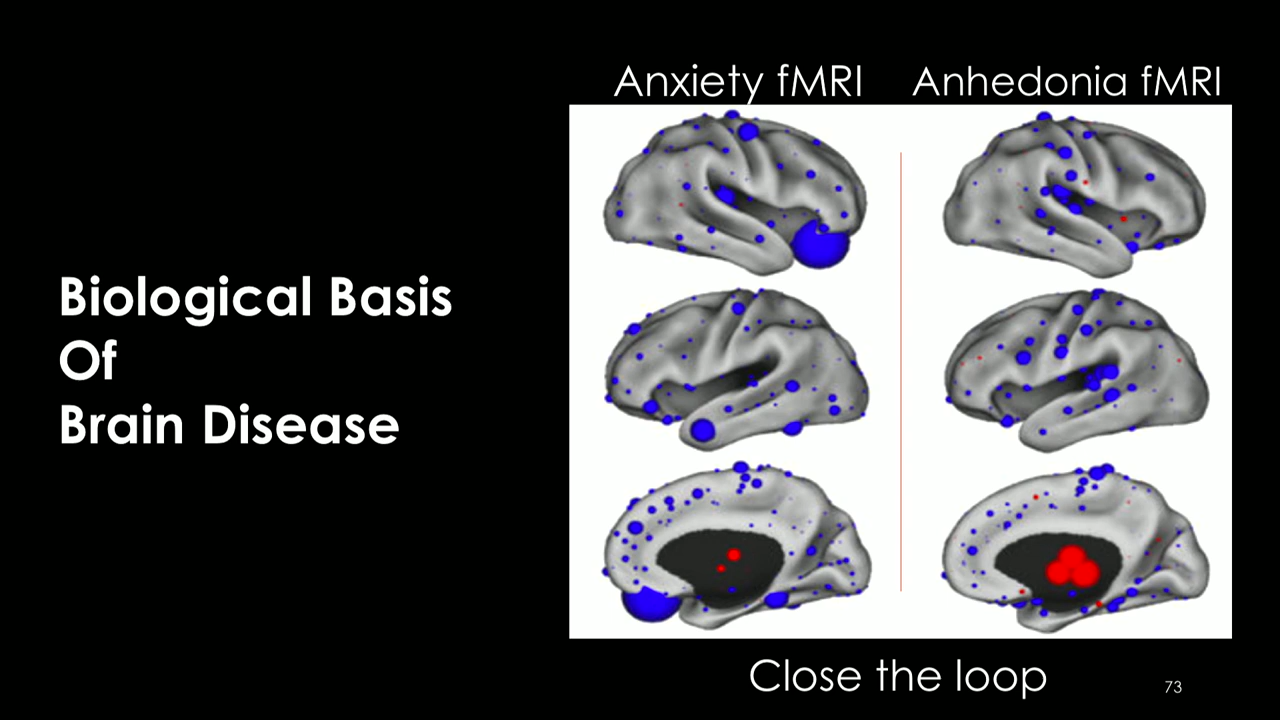 Biological Basis
Of
Brain Disease
Anxiety fMRI
Anhedonia fMRI
Close the loop
73